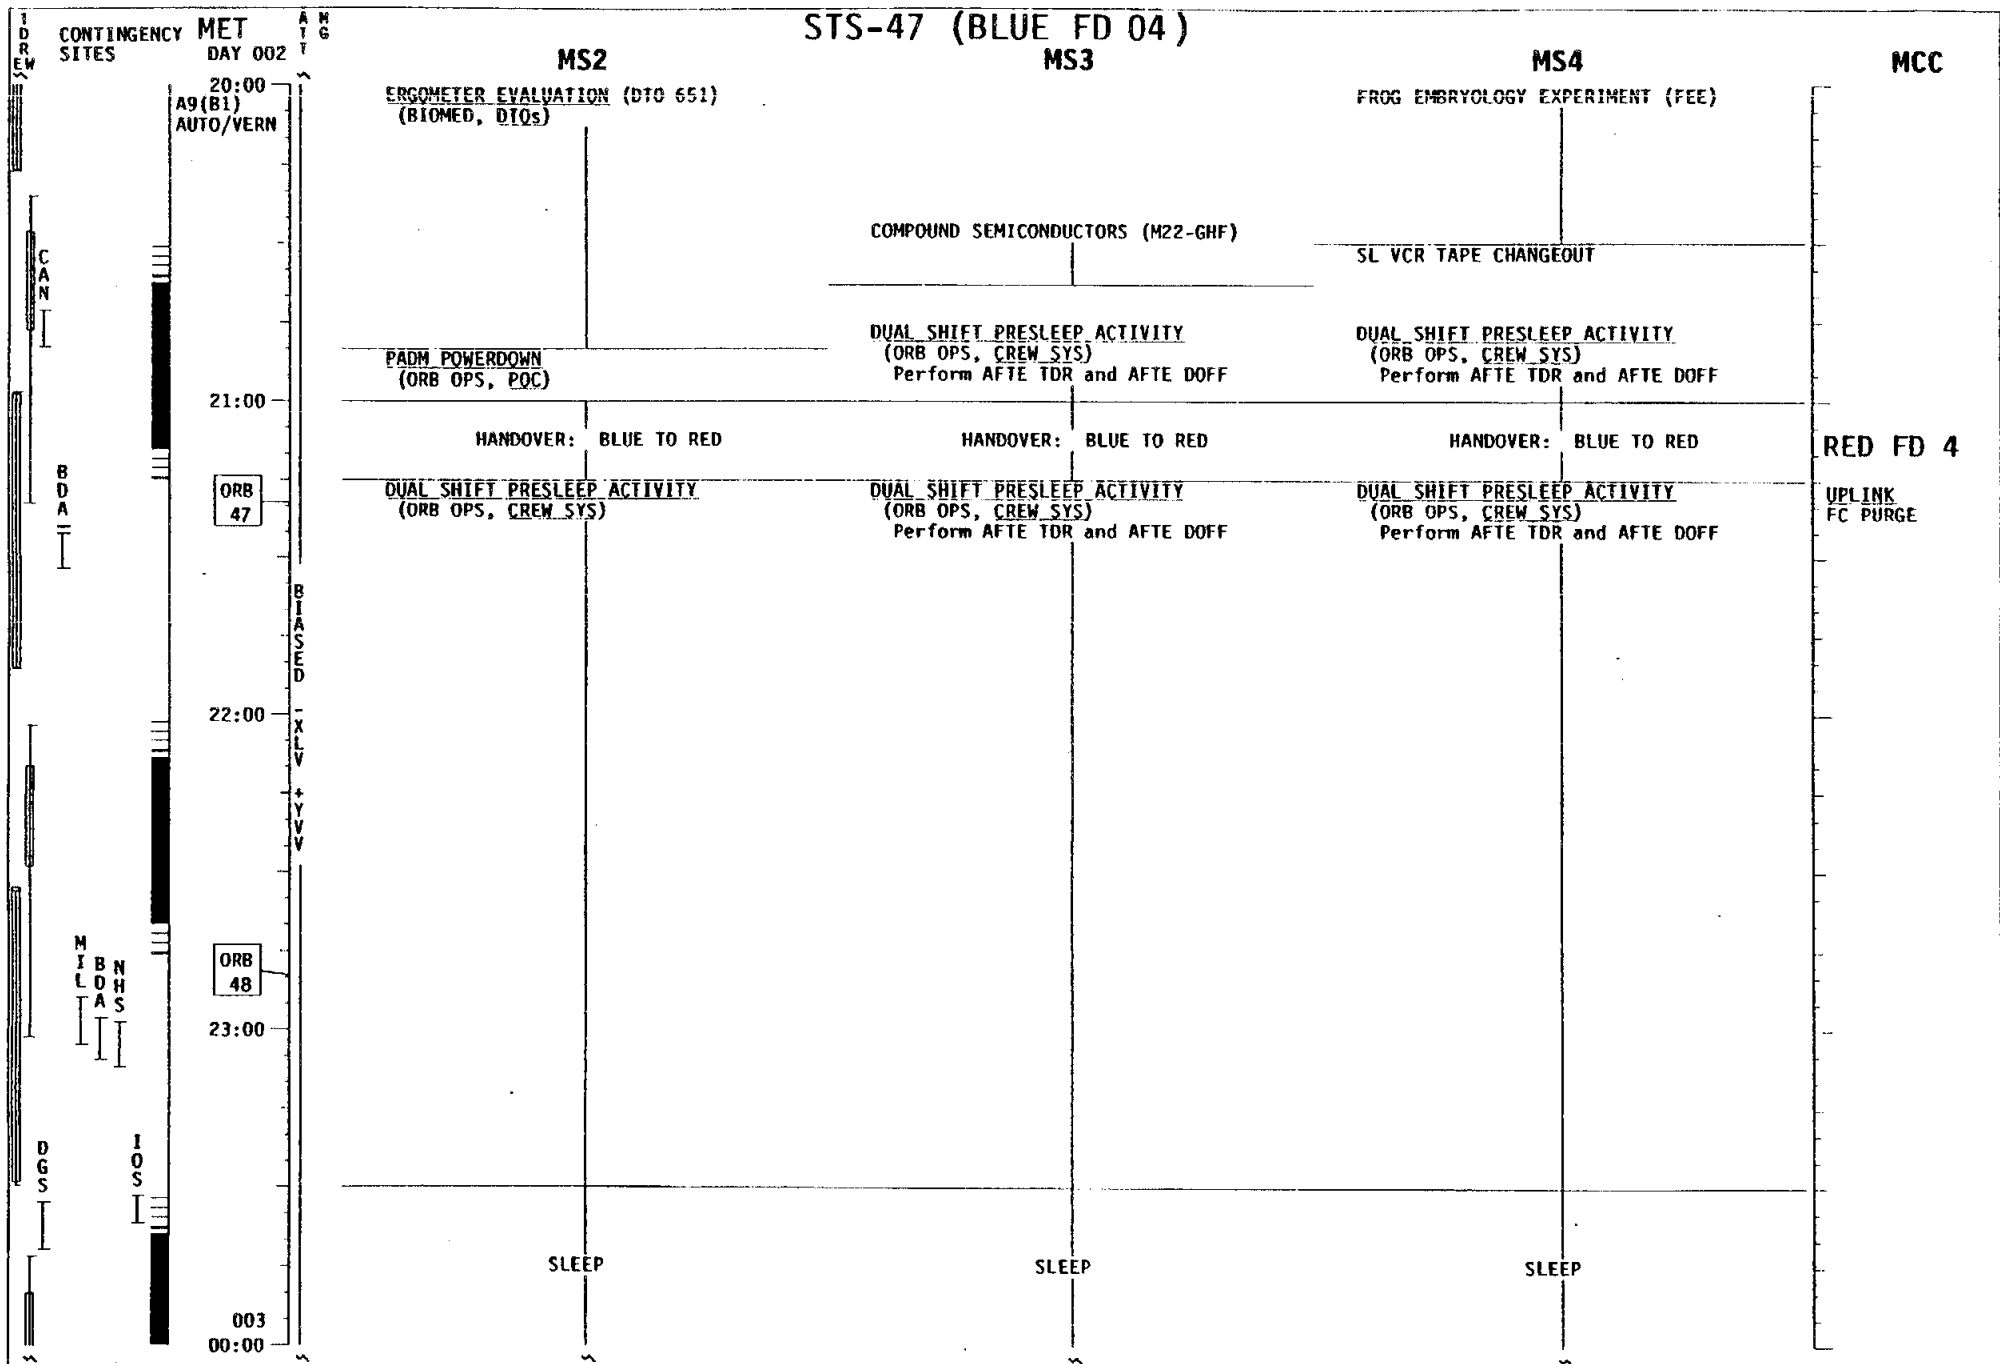 STS-47 (BLUE FD 04)
TDRE W
CONTINGENCY SITES
MET
DAY 002
ATT
MG
MS2
MS3
MS4
MCC
20:00
A9(B1)
AUTO/VERN
ERGOMETER EVALUATION (DTO 651)
(BIOMED, DTOs)
FROG EMBRYOLOGY EXPERIMENT (FEE)
COMPOUND SEMICONDUCTORS (M22-GHF)
SL VCR TAPE CHANGEOUT
CAN
PADM POWERDOWN
(ORB OPS, POC)
DUAL SHIFT PRESLEEP ACTIVITY
(ORB OPS, CREW SYS)
Perform AFTE TDR and AFTE DOFF
DUAL SHIFT PRESLEEP ACTIVITY
(ORB OPS, CREW SYS)
Perform AFTE TDR and AFTE DOFF
21:00
HANDOVER: BLUE TO RED
HANDOVER: BLUE TO RED
HANDOVER: BLUE TO RED
RED FD 4
BDA
ORB
47
DUAL SHIFT PRESLEEP ACTIVITY
(ORB OPS, CREW SYS)
DUAL SHIFT PRESLEEP ACTIVITY
(ORB OPS, CREW SYS)
Perform AFTE TDR and AFTE DOFF
DUAL SHIFT PRESLEEP ACTIVITY
(ORB OPS, CREW SYS)
Perform AFTE TDR and AFTE DOFF
UPLINK
FC PURGE
BIASED -XLV +YVV
22:00
MIL
BDA
NHS
ORB
48
23:00
DGS
IOS
SLEEP
SLEEP
SLEEP
003
00:00